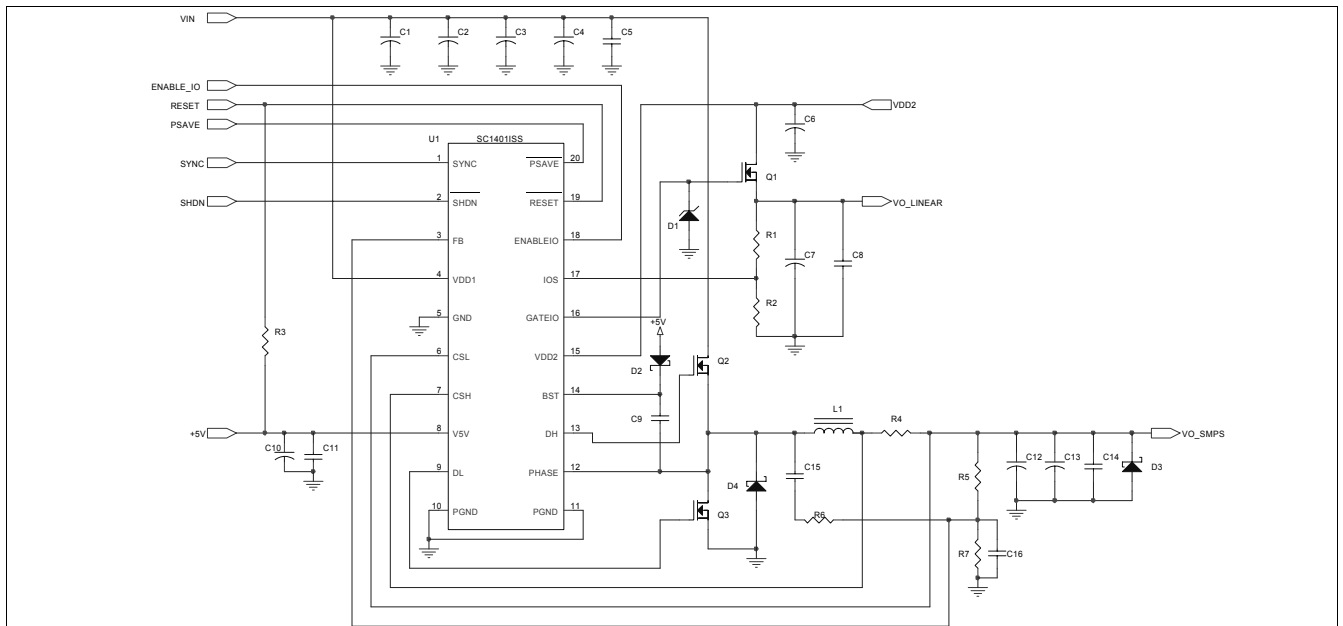 VIN
C1
C2
C3
C4
C5
ENABLE_IO
RESET
VDD2
PSAVE
C6
U1
SC1401ISS
SYNC
1
SYNC
PSAVE
20
Q1
SHDN
2
SHDN
RESET
19
VO_LINEAR
D1
3
FB
ENABLEIO
18
R1
C7
C8
4
VDD1
IOS
17
R2
5
GND
GATEIO
16
+5V
R3
6
CSL
VDD2
15
Q2
D2
7
CSH
BST
14
L1
C9
R4
+5V
8
V5V
DH
13
VO_SMPS
C10
C11
C12
C13
C14
D3
9
DL
PHASE
12
C15
R5
D4
10
PGND
PGND
11
Q3
R6
R7
C16